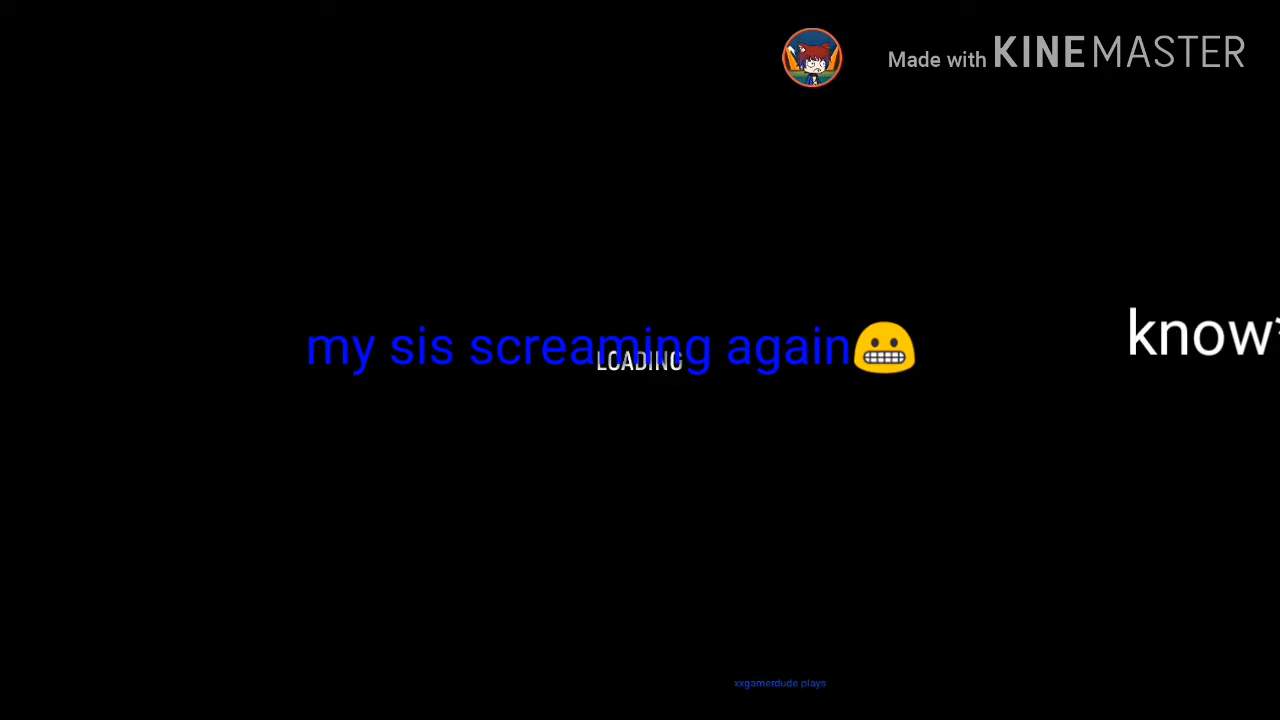 Made with KINEMASTER
know
my sis screaming again😬
LOADING
xxgamerdude plays